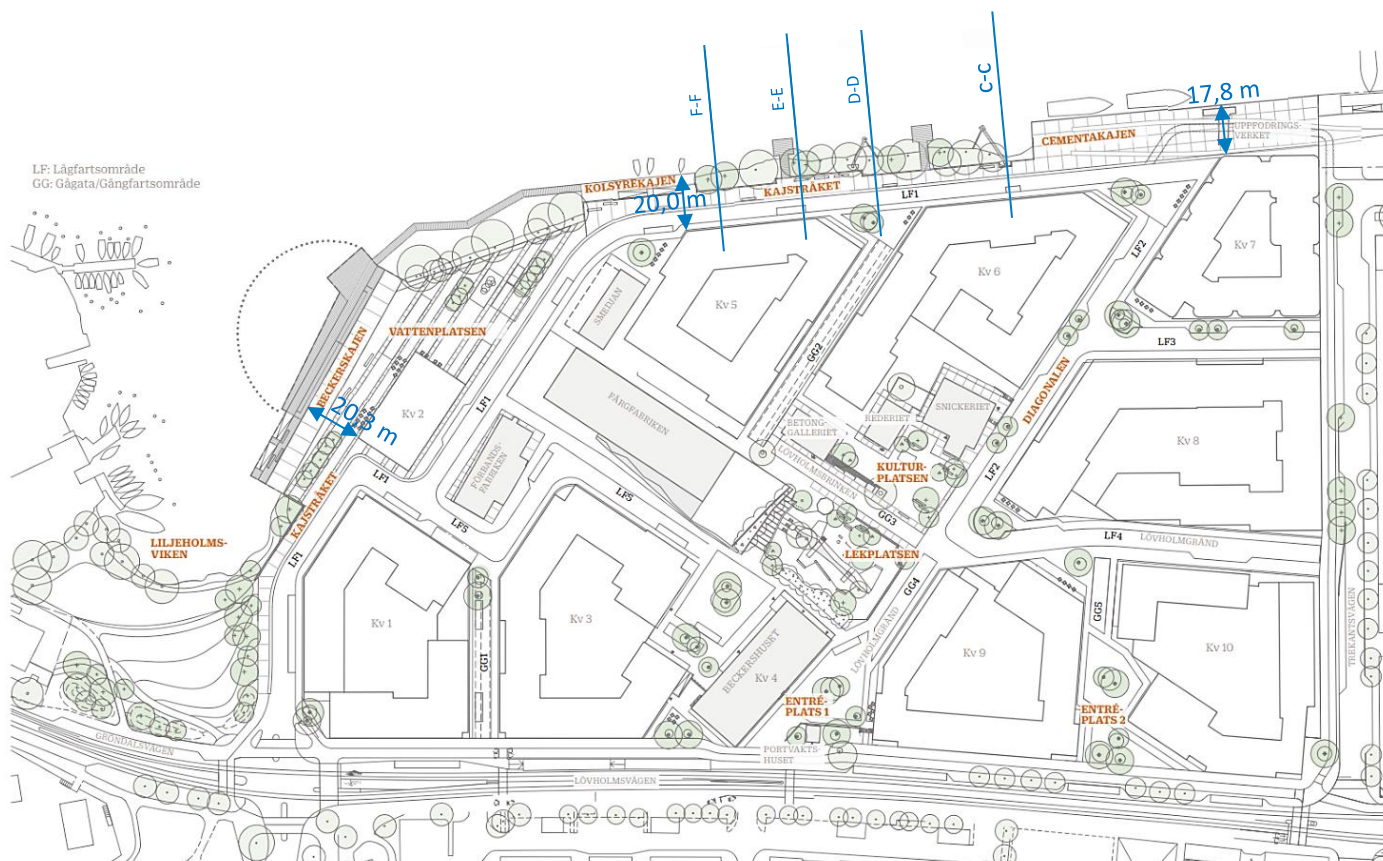 F-F
E-E
D-D
C-C
17,8 m
UPPFODRINGS-
VERKET
CEMENTAKAJEN
LF: Lågfartsområde
GG: Gågata/Gångfartsområde
KOLSYREKAJEN
KAJSTRÅKET
LF1
20,0 m
LF2
Kv 7
Kv 6
Kv 5
SMEDJAN
VATTENPLATSEN
BECKERSKAJEN
GG2
LF3
DIAGONALEN
20,3 m
Kv 2
LF1
FÄRGFABRIKEN
REDERIET
SNICKERIET
BETONG-
GALLERIET
Kv 8
FÖRBANDS-
FABRIKEN
LÖVHOLMSBRINKEN
KULTUR-
PLATSEN
LF2
LF1
LF5
LF5
KAJSTRÅKET
GG3
LF4
LÖVHOLMGRÄND
LILJEHOLMS-
VIKEN
LF1
LEKPLATSEN
GG4
LÖVHOLMGRÄND
GG5
TREKANTSVÄGEN
Kv 1
Kv 3
GG1
BECKERSHUSET
Kv 4
Kv 9
Kv 10
ENTRÉ-
PLATS 1
ENTRÉ-
PLATS 2
GRÖNDALSVÄGEN
PORTVAKTS-
HUSET
LÖVHOLMSVÄGEN